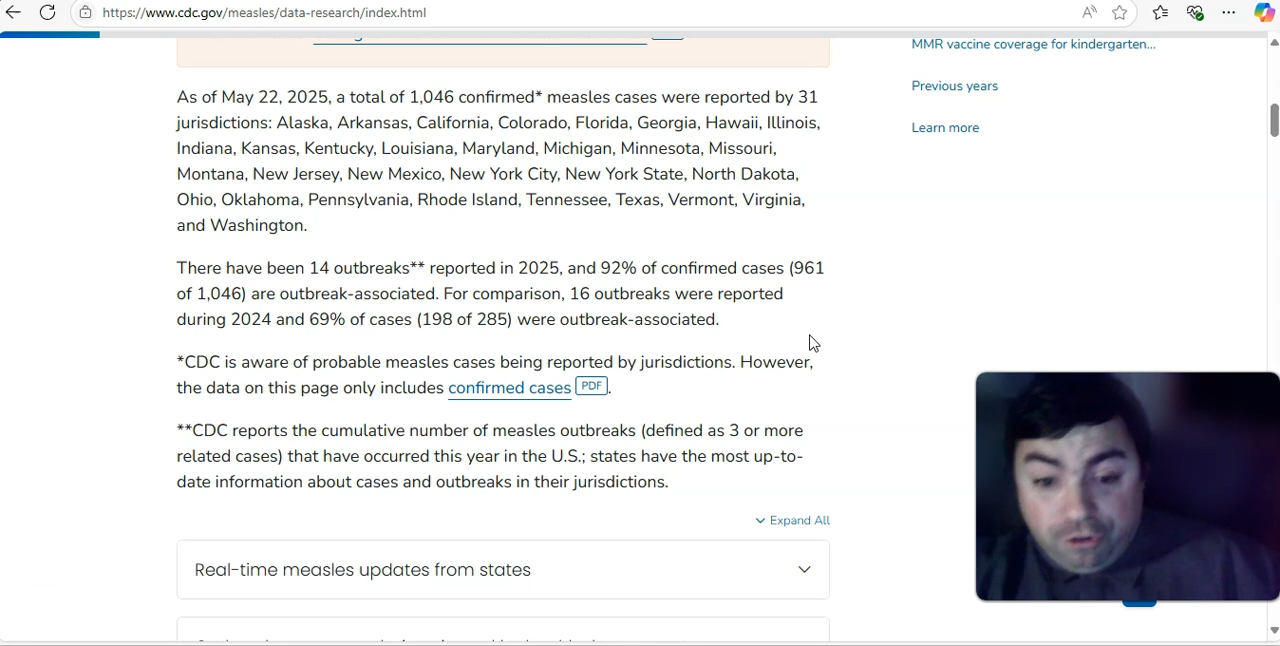 https://www.cdc.gov/measles/data-research/index.html
MMR vaccine coverage for kindergarten...
As of May 22, 2025, a total of 1,046 confirmed* measles cases were reported by 31
Previous years
jurisdictions: Alaska, Arkansas, California, Colorado, Florida, Georgia, Hawaii, Illinois,
Learn more
Indiana, Kansas, Kentucky, Louisiana, Maryland, Michigan, Minnesota, Missouri,
Montana, New Jersey, New Mexico, New York City, New York State, North Dakota,
Ohio, Oklahoma, Pennsylvania, Rhode Island, Tennessee, Texas, Vermont, Virginia,
and Washington.
There have been 14 outbreaks** reported in 2025, and 92% of confirmed cases (961
of 1,046) are outbreak-associated. For comparison, 16 outbreaks were reported
during 2024 and 69% of cases (198 of 285) were outbreak-associated.
*CDC is aware of probable measles cases being reported by jurisdictions. However,
the data on this page only includes confirmed cases PDF.
**CDC reports the cumulative number of measles outbreaks (defined as 3 or more
related cases) that have occurred this year in the U.S.; states have the most up-to-
date information about cases and outbreaks in their jurisdictions.
Expand All
Real-time measles updates from states